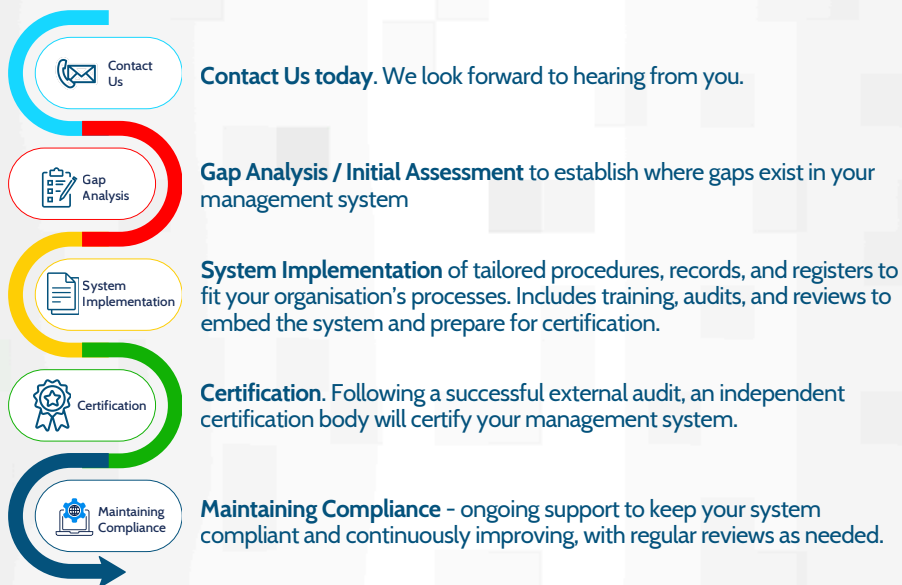 Contact
Us
Contact Us today. We look forward to hearing from you.
Gap
Analysis
Gap Analysis / Initial Assessment to establish where gaps exist in your
management system
System
Implementation
System Implementation of tailored procedures, records, and registers to
fit your organisation's processes. Includes training, audits, and reviews to
embed the system and prepare for certification.
Certification
Certification. Following a successful external audit, an independent
certification body will certify your management system.
Maintaining
Compliance
Maintaining Compliance - ongoing support to keep your system
compliant and continuously improving, with regular reviews as needed.